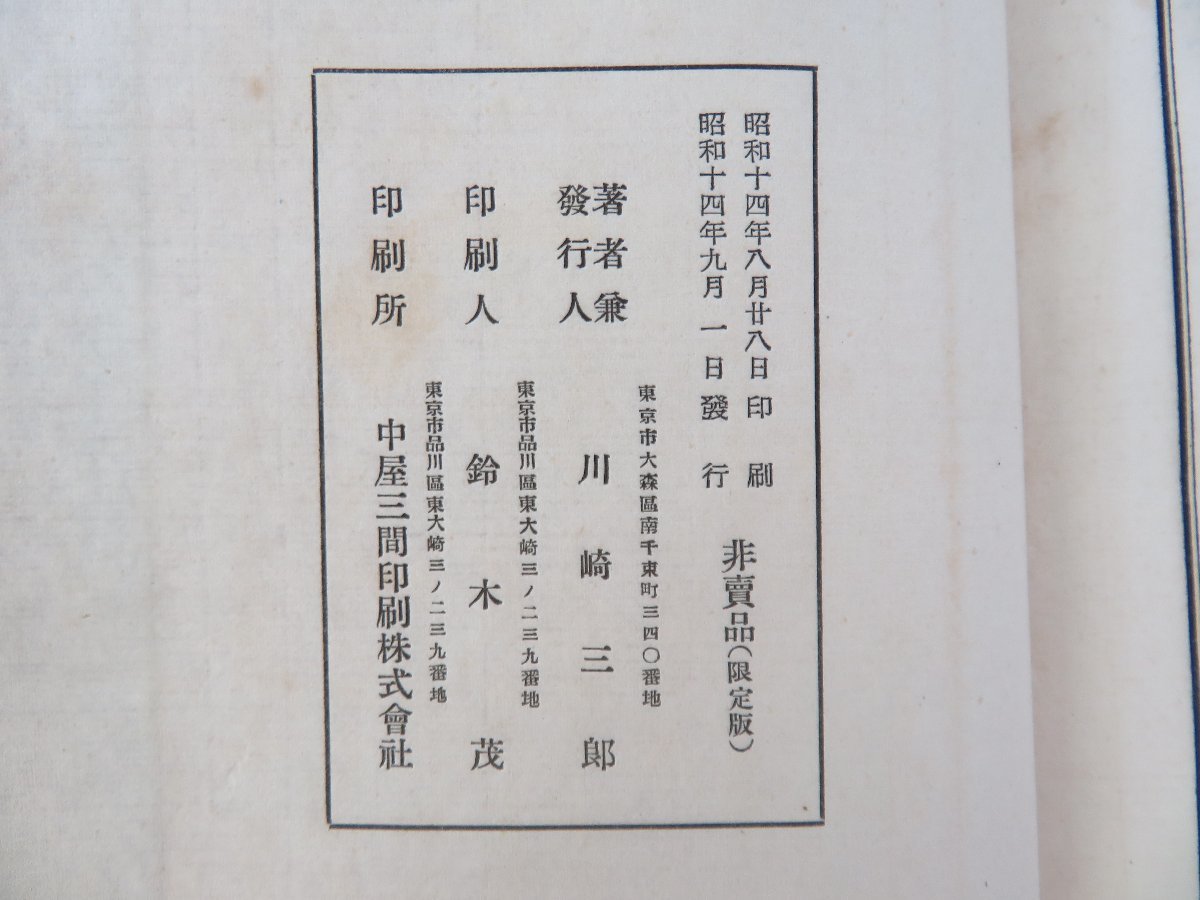 昭和十四年八月廿八日印刷
昭和十四年九月一日發行
非賣品(限定版)
東京市大森區南千束町三四〇番地
著者兼
發行人
川崎三郎
東京市品川區東大崎三ノ二三九番地
印刷人
鈴木茂
東京市品川區東大崎三ノ二三九番地
印刷所
中屋三間印刷株式會社